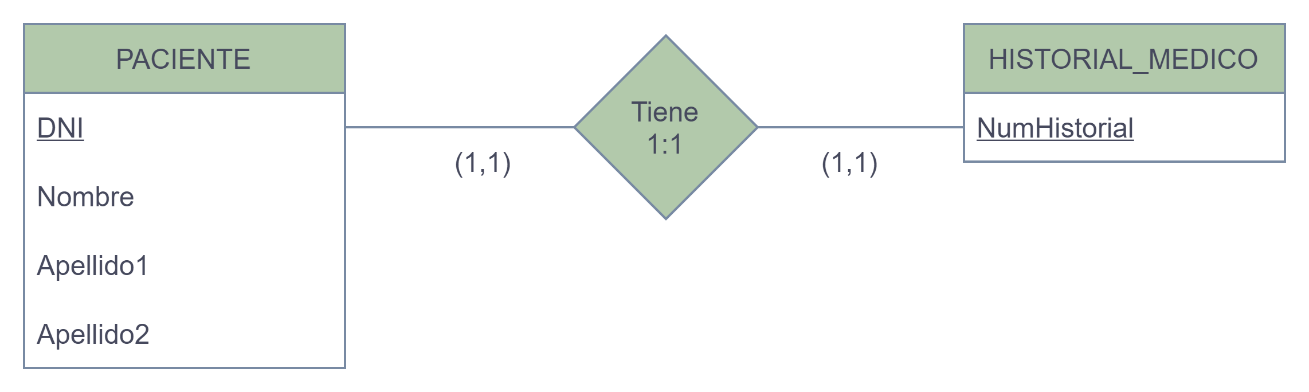 PACIENTE
DNI
Nombre
Apellido1
Apellido2
(1,1)
Tiene
1:1
(1,1)
HISTORIAL_MEDICO
NumHistorial